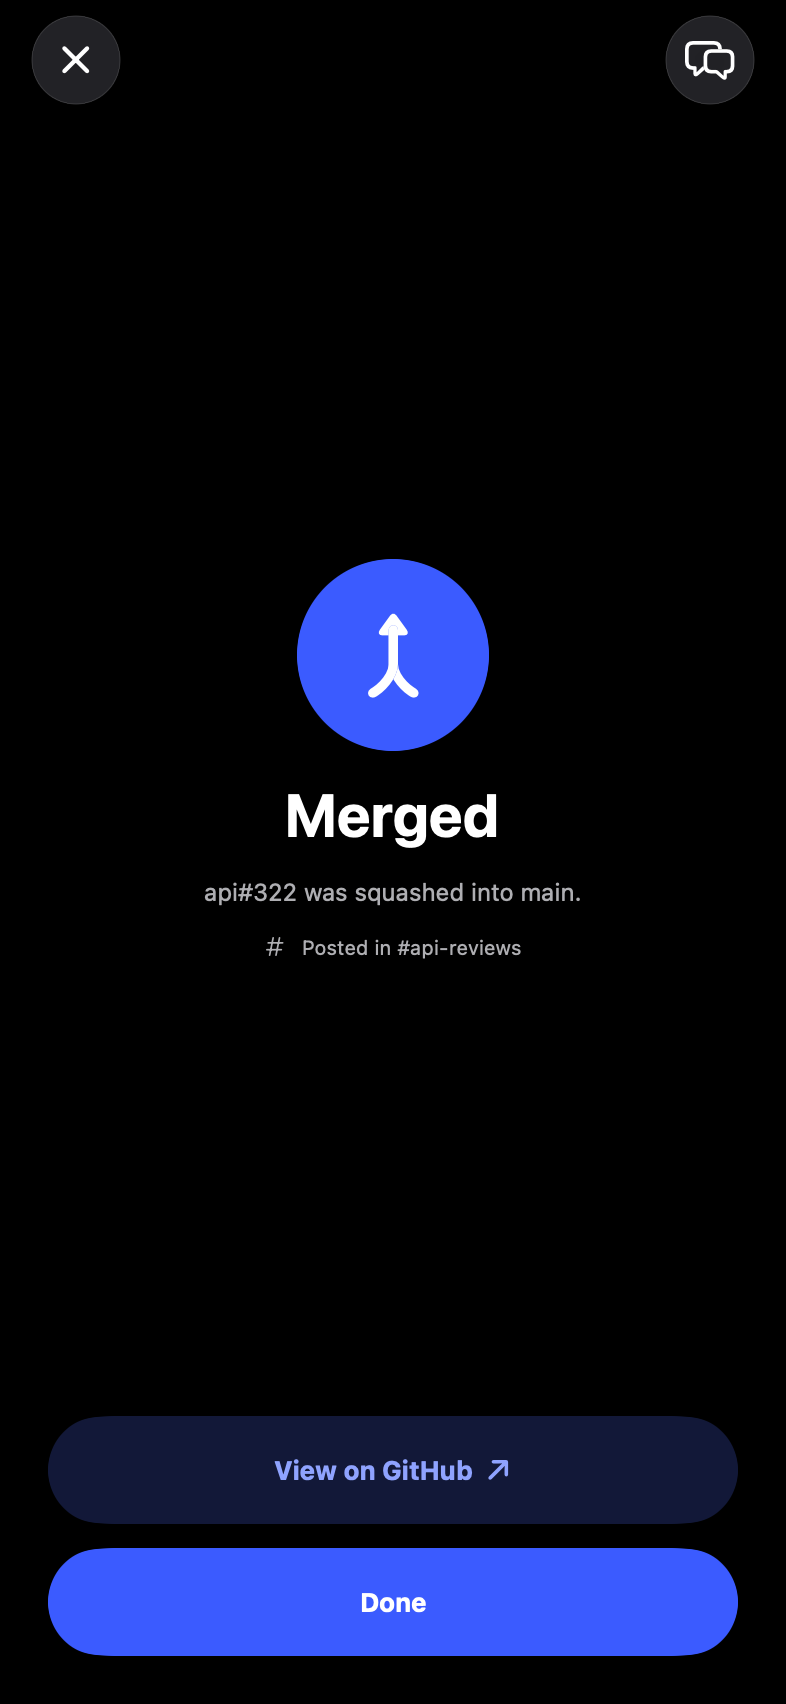 Merged
api#322 was squashed into main.
# Posted in #api-reviews
View on GitHub ↗
Done